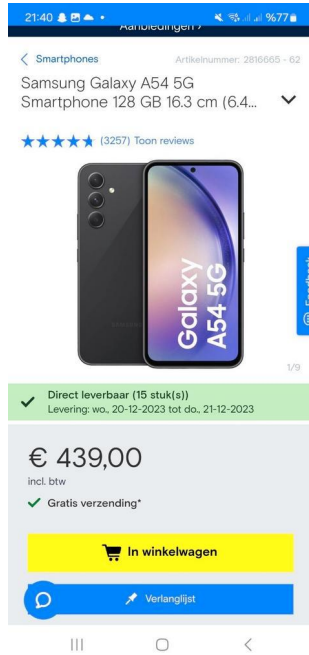 21:40 %77
Aanbiedingen
Smartphones Artikelnummer: 2816665 - 62
Samsung Galaxy A54 5G
Smartphone 128 GB 16.3 cm (6.4...
(3257) Toon reviews
Galaxy
A54 5G
Feedback
1/9
Direct leverbaar (15 stuk(s))
Levering: wo., 20-12-2023 tot do., 21-12-2023
€ 439,00
incl. btw
Gratis verzending*
In winkelwagen
Verlanglijst